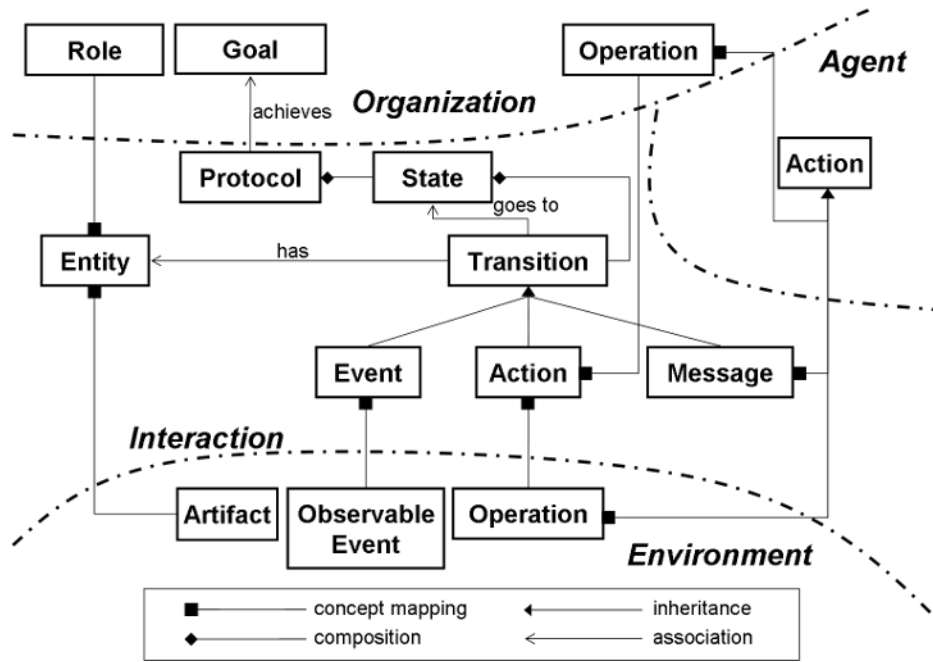 Role
Goal
Operation
Agent
achieves
Organization
Protocol
State
Action
goes to
Entity
has
Transition
Event
Action
Message
Interaction
Artifact
Observable
Event
Operation
Environment
concept mapping
inheritance
composition
association